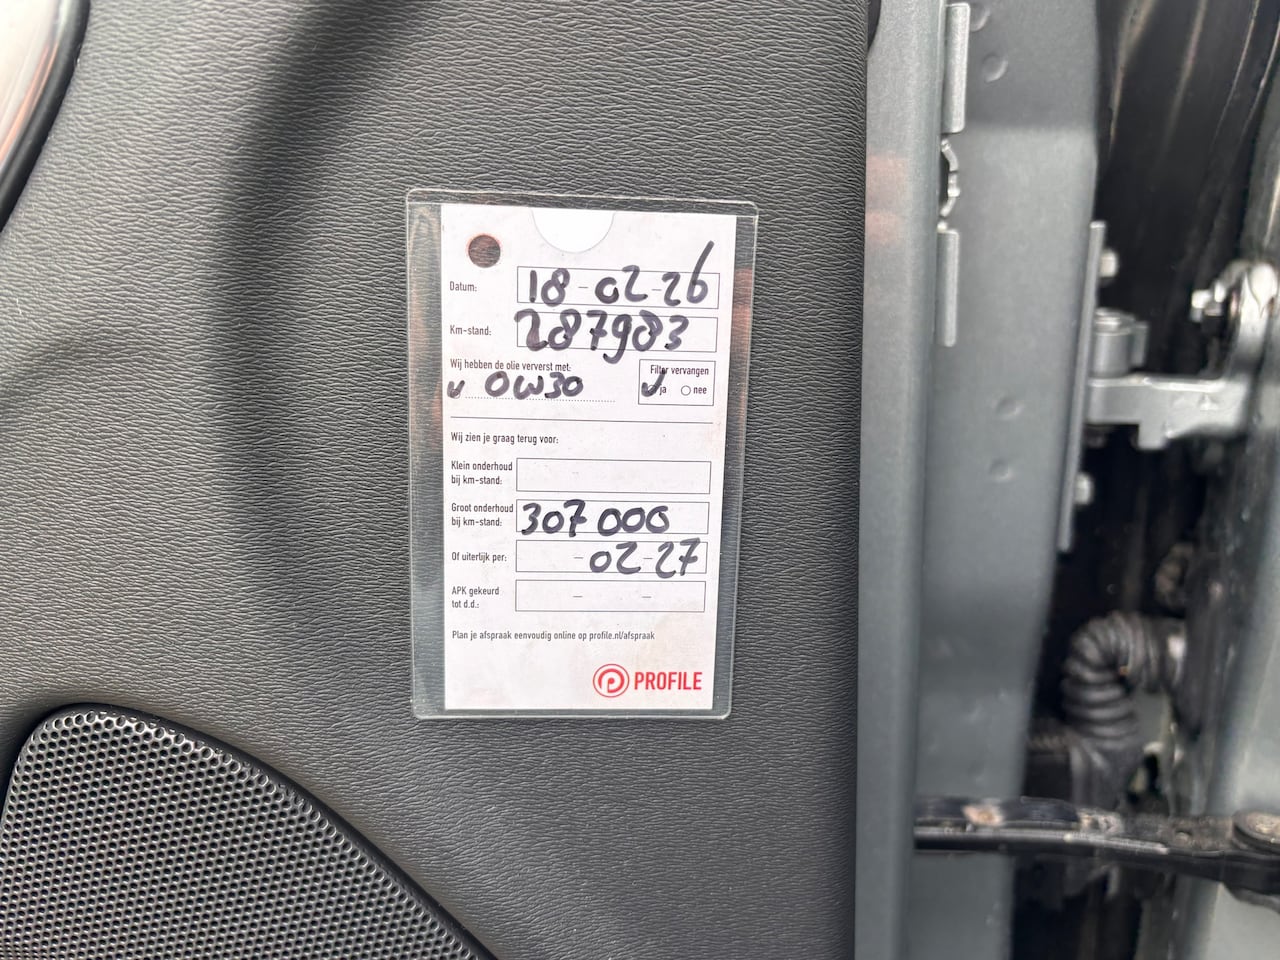 Datum: 18-02-26
Km-stand: 287983
Wij hebben de olie ververst met:
v 0W30
Filter vervangen
ja nee
Wij zien je graag terug voor:
Klein onderhoud
bij km-stand:
Groot onderhoud
bij km-stand: 307 000
Of uiterlijk per: - 02-27
APK gekeurd
tot d.d.: - -
Plan je afspraak eenvoudig online op profile.nl/afspraak
PROFILE